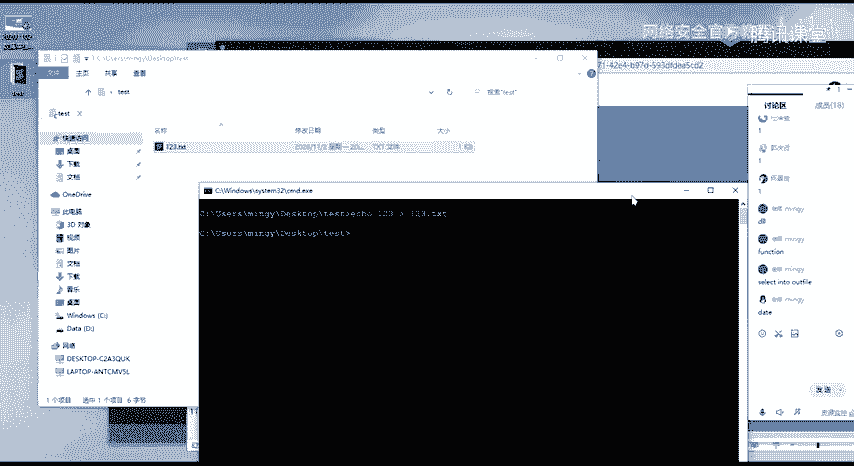 网络安全官方
腾讯课堂
C:\Users\mingy\Desktop\test
文件
主页
共享
查看
test
搜索"test"
71-42e4-b97d-593dfdea5cd2
test
快速访问
桌面
下载
文档
OneDrive
此电脑
3D 对象
视频
图片
文档
下载
音乐
桌面
Windows (C:)
Data (D:)
网络
DESKTOP-C2A3QUK
LAPTOP-ANTCMV5L
1 个项目
选中 1 个项目 6 字节
名称
修改日期
类型
大小
123.txt
TXT 文件
1 KB
C:\Windows\system32\cmd.exe
C:\Users\mingy\Desktop\test>echo 123 > 123.txt
C:\Users\mingy\Desktop\test>
讨论区
成员(18)
1
1
1
mingy
dll
mingy
function
mingy
select into outfile
mingy
date
发送